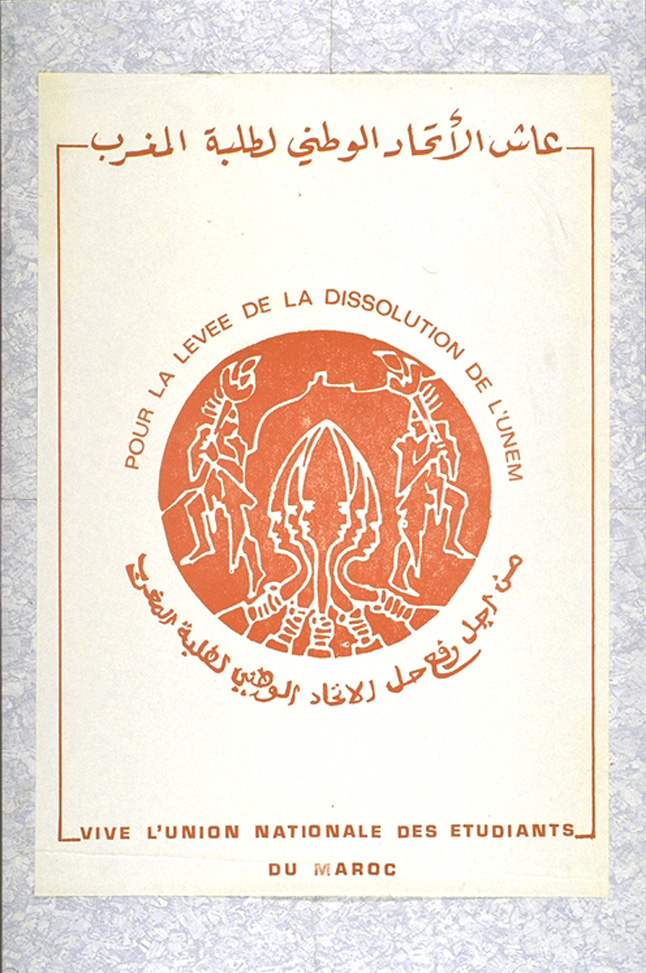 عاش الأتحاد الوطني لطلبة المغرب
POUR LA LEVEE DE LA DISSOLUTION DE L'UNEM
من اجل رفع حل الاتحاد الوطني لطلبة المغرب
VIVE L'UNION NATIONALE DES ETUDIANTS
DU MAROC